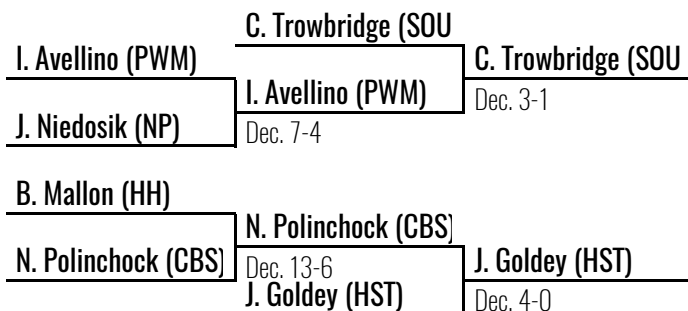 C. Trowbridge (SOU
I. Avellino (PWM)
C. Trowbridge (SOU
I. Avellino (PWM)
Dec. 3-1
J. Niedosik (NP)
Dec. 7-4
B. Mallon (HH)
N. Polinchock (CBS)
N. Polinchock (CBS)
Dec. 13-6
J. Goldey (HST)
J. Goldey (HST)
Dec. 4-0